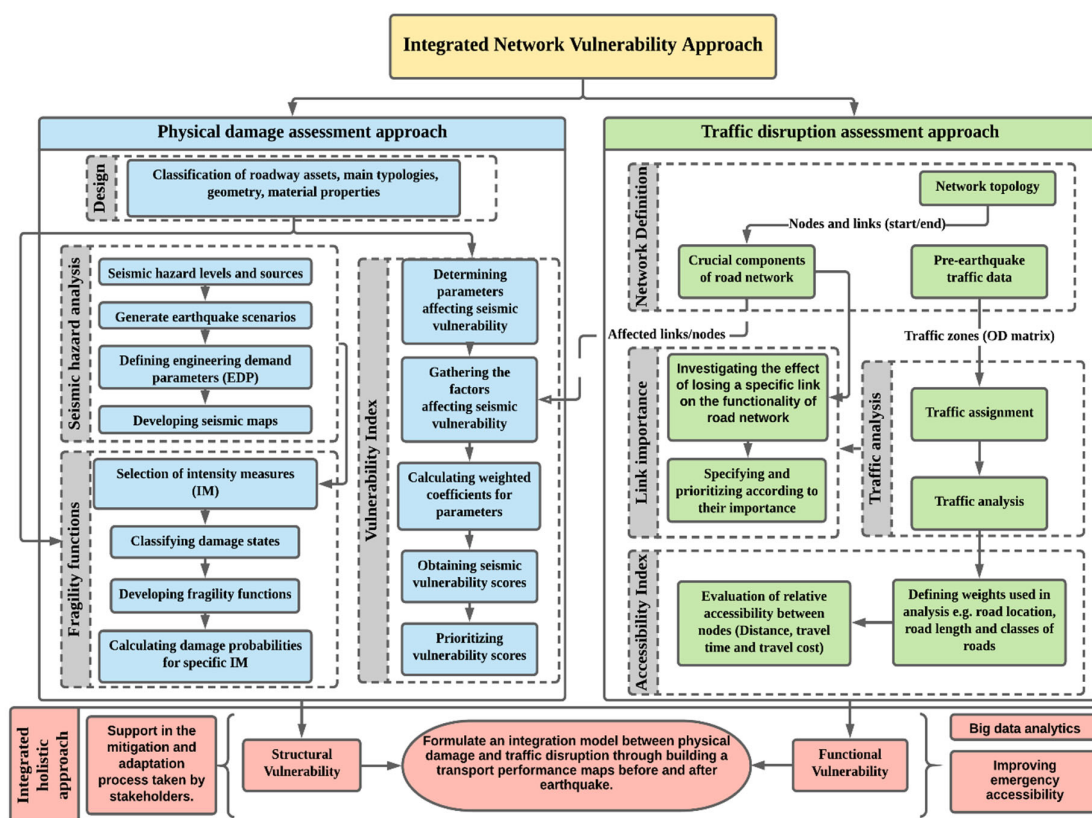 Integrated Network Vulnerability Approach
Physical damage assessment approach
Design
Classification of roadway assets, main typologies,
geometry, material properties
Seismic hazard analysis
Seismic hazard levels and sources
Generate earthquake scenarios
Defining engineering demand
parameters (EDP)
Developing seismic maps
Fragility functions
Selection of intensity measures
(IM)
Classifying damage states
Developing fragility functions
Calculating damage probabilities
for specific IM
Vulnerability Index
Determining
parameters
affecting seismic
vulnerability
Gathering the
factors
affecting seismic
vulnerability
Calculating weighted
coefficients for
parameters
Obtaining seismic
vulnerability scores
Prioritizing
vulnerability scores
Traffic disruption assessment approach
Network Definition
Network topology
Nodes and links (start/end)
Crucial components
of road network
Pre-earthquake
traffic data
Affected links/nodes
Traffic zones (OD matrix)
Link importance
Investigating the effect
of losing a specific link
on the functionality of
road network
Specifying and
prioritizing according to
their importance
Traffic analysis
Traffic assignment
Traffic analysis
Accessibility Index
Evaluation of relative
accessibility between
nodes (Distance, travel
time and travel cost)
Defining weights used in
analysis e.g. road location,
road length and classes of
roads
Integrated
holistic
approach
Support in the
mitigation and
adaptation
process taken by
stakeholders.
Structural
Vulnerability
Formulate an integration model between physical
damage and traffic disruption through building a
transport performance maps before and after
earthquake.
Functional
Vulnerability
Big data analytics
Improving
emergency
accessibility